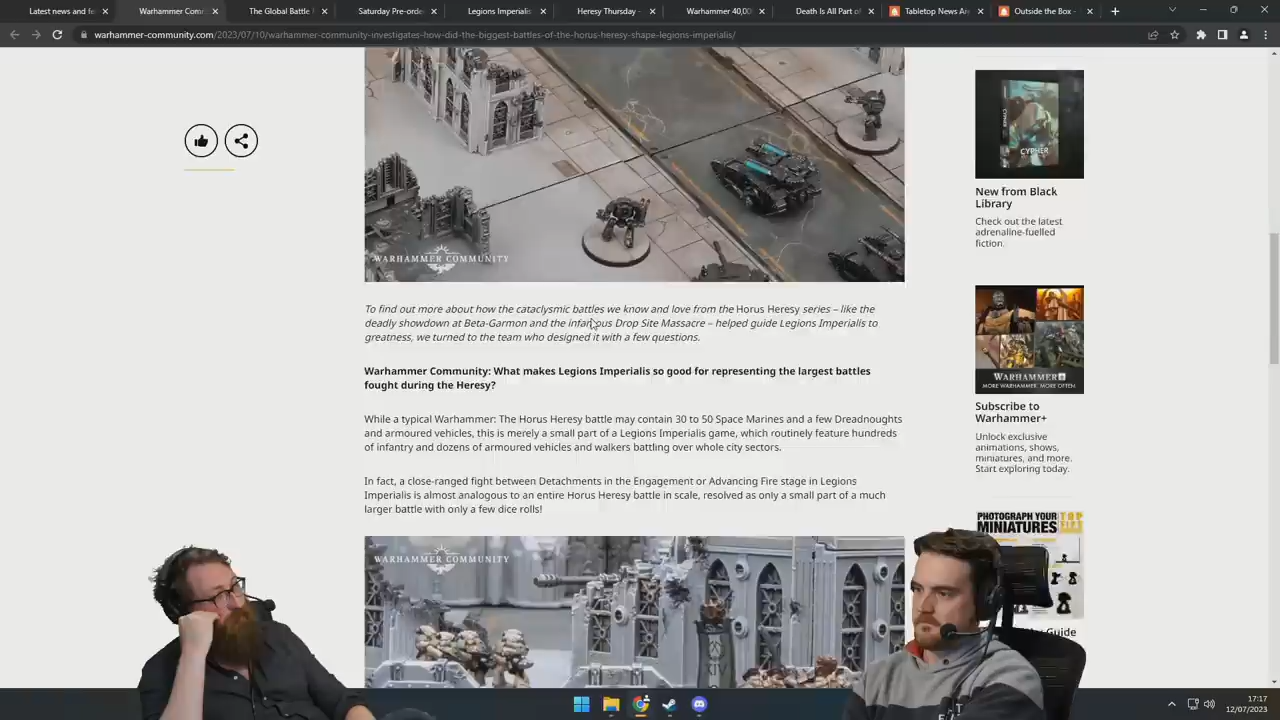 Latest news and fea
Warhammer Com
The Global Battle
Saturday Pre-orde
Legions Imperialis
Heresy Thursday -
Warhammer 40,00
Death Is All Part of
Tabletop News Are
Outside the Box -
warhammer-community.com/2023/07/10/warhammer-community-investigates-how-did-the-biggest-battles-of-the-horus-heresy-shape-legions-imperialis/
WARHAMMER COMMUNITY
To find out more about how the cataclysmic battles we know and love from the Horus Heresy series – like the
deadly showdown at Beta-Garmon and the infamous Drop Site Massacre – helped guide Legions Imperialis to
greatness, we turned to the team who designed it with a few questions.
Warhammer Community: What makes Legions Imperialis so good for representing the largest battles
fought during the Heresy?
While a typical Warhammer: The Horus Heresy battle may contain 30 to 50 Space Marines and a few Dreadnoughts
and armoured vehicles, this is merely a small part of a Legions Imperialis game, which routinely feature hundreds
of infantry and dozens of armoured vehicles and walkers battling over whole city sectors.
In fact, a close-ranged fight between Detachments in the Engagement or Advancing Fire stage in Legions
Imperialis is almost analogous to an entire Horus Heresy battle in scale, resolved as only a small part of a much
larger battle with only a few dice rolls!
WARHAMMER COMMUNITY
CYPHER
CYPHER
New from Black
Library
Check out the latest
adrenaline-fuelled
fiction.
WARHAMMER+
MORE WARHAMMER. MORE OFTEN.
Subscribe to
Warhammer+
Unlock exclusive
animations, shows,
miniatures, and more.
Start exploring today.
PHOTOGRAPH YOUR
MINIATURES
TOP
Guide
17:17
12/07/2023